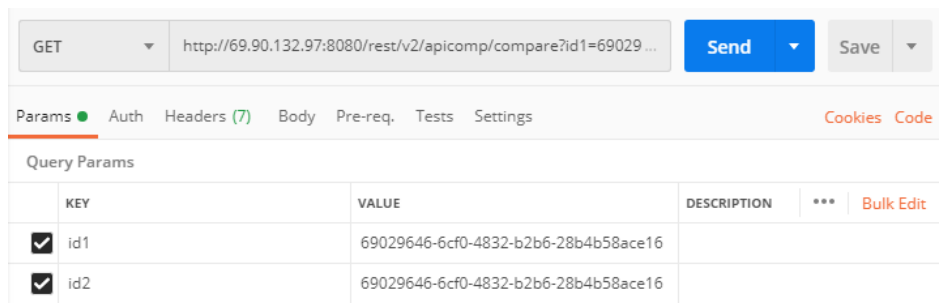 GET http://69.90.132.97:8080/rest/v2/apicomp/compare?id1=69029 ... Send Save
Params Auth Headers (7) Body Pre-req. Tests Settings Cookies Code
Query Params
KEY VALUE DESCRIPTION ••• Bulk Edit
id1 69029646-6cf0-4832-b2b6-28b4b58ace16
id2 69029646-6cf0-4832-b2b6-28b4b58ace16